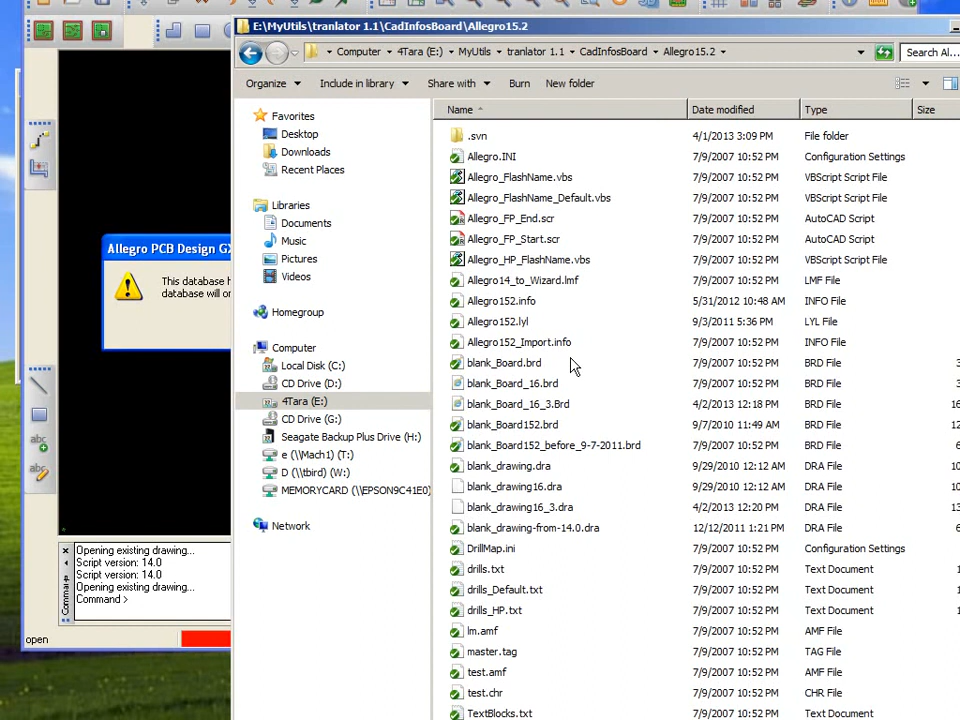 E:\MyUtils\tranlator 1.1\CadInfosBoard\Allegro15.2
Computer 4Tara (E:) MyUtils tranlator 1.1 CadInfosBoard Allegro15.2 Search Al...
Organize Include in library Share with Burn New folder
Name Date modified Type Size
Favorites
Desktop
Downloads
Recent Places
Libraries
Documents
Music
Pictures
Videos
Homegroup
Computer
Local Disk (C:)
CD Drive (D:)
4Tara (E:)
CD Drive (G:)
Seagate Backup Plus Drive (H:)
e (\\Mach1) (T:)
D (\\tbird) (W:)
MEMORYCARD (\\EPSON9C41E0)
Network
.svn 4/1/2013 3:09 PM File folder
Allegro.INI 7/9/2007 10:52 PM Configuration Settings
Allegro_FlashName.vbs 7/9/2007 10:52 PM VBScript Script File
Allegro_FlashName_Default.vbs 7/9/2007 10:52 PM VBScript Script File
Allegro_FP_End.scr 7/9/2007 10:52 PM AutoCAD Script
Allegro_FP_Start.scr 7/9/2007 10:52 PM AutoCAD Script
Allegro_HP_FlashName.vbs 7/9/2007 10:52 PM VBScript Script File
Allegro14_to_Wizard.lmf 7/9/2007 10:52 PM LMF File
Allegro152.info 5/31/2012 10:48 AM INFO File
Allegro152.lyl 9/3/2011 5:36 PM LYL File
Allegro152_Import.info 7/9/2007 10:52 PM INFO File
blank_Board.brd 7/9/2007 10:52 PM BRD File 3
blank_Board_16.brd 7/9/2007 10:52 PM BRD File 3
blank_Board_16_3.Brd 4/2/2013 12:18 PM BRD File 16
blank_Board152.brd 9/7/2010 11:49 AM BRD File 12
blank_Board152_before_9-7-2011.brd 7/9/2007 10:52 PM BRD File 6
blank_drawing.dra 9/29/2010 12:12 AM DRA File 6
blank_drawing16.dra 9/29/2010 12:12 AM DRA File 6
blank_drawing16_3.dra 4/2/2013 12:20 PM DRA File 13
blank_drawing-from-14.0.dra 12/12/2011 1:21 PM DRA File 6
DrillMap.ini 7/9/2007 10:52 PM Configuration Settings
drills.txt 7/9/2007 10:52 PM Text Document 1
drills_Default.txt 7/9/2007 10:52 PM Text Document 1
drills_HP.txt 7/9/2007 10:52 PM Text Document 1
lm.amf 7/9/2007 10:52 PM AMF File
master.tag 7/9/2007 10:52 PM TAG File
test.amf 7/9/2007 10:52 PM AMF File
test.chr 7/9/2007 10:52 PM CHR File
TextBlocks.txt 7/9/2007 10:52 PM Text Document
Allegro PCB Design GX
This database h
database will on
abc
abc
Opening existing drawing...
Script version: 14.0
Script version: 14.0
Opening existing drawing...
Command >
open